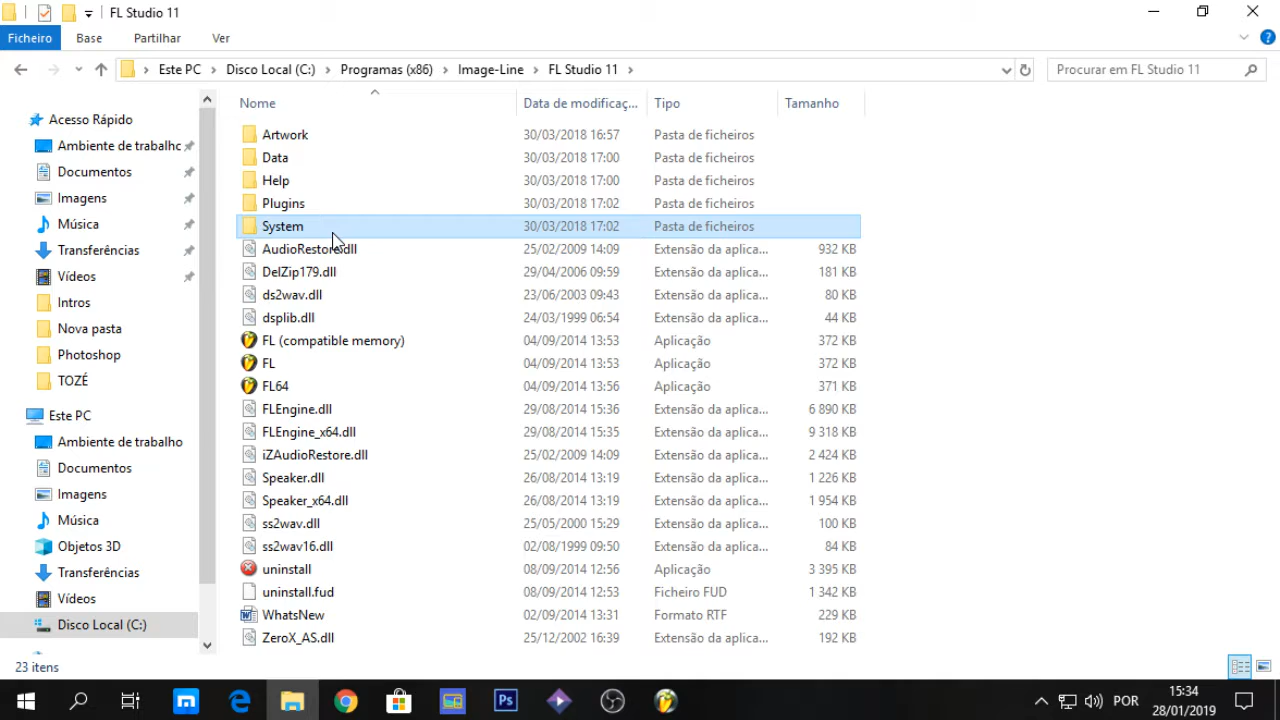 FL Studio 11
Ficheiro Base Partilhar Ver
Este PC Disco Local (C:) Programas (x86) Image-Line FL Studio 11 Procurar em FL Studio 11
Nome Data de modificaç... Tipo Tamanho
Acesso Rápido
Ambiente de trabalho
Documentos
Imagens
Música
Transferências
Vídeos
Intros
Nova pasta
Photoshop
TOZÉ
Este PC
Ambiente de trabalho
Documentos
Imagens
Música
Objetos 3D
Transferências
Vídeos
Disco Local (C:)
Artwork 30/03/2018 16:57 Pasta de ficheiros
Data 30/03/2018 17:00 Pasta de ficheiros
Help 30/03/2018 17:00 Pasta de ficheiros
Plugins 30/03/2018 17:02 Pasta de ficheiros
System 30/03/2018 17:02 Pasta de ficheiros
AudioRestore.dll 25/02/2009 14:09 Extensão da aplica... 932 KB
DelZip179.dll 29/04/2006 09:59 Extensão da aplica... 181 KB
ds2wav.dll 23/06/2003 09:43 Extensão da aplica... 80 KB
dsplib.dll 24/03/1999 06:54 Extensão da aplica... 44 KB
FL (compatible memory) 04/09/2014 13:53 Aplicação 372 KB
FL 04/09/2014 13:53 Aplicação 372 KB
FL64 04/09/2014 13:56 Aplicação 371 KB
FLEngine.dll 29/08/2014 15:36 Extensão da aplica... 6 890 KB
FLEngine_x64.dll 29/08/2014 15:35 Extensão da aplica... 9 318 KB
iZAudioRestore.dll 25/02/2009 14:09 Extensão da aplica... 2 424 KB
Speaker.dll 26/08/2014 13:19 Extensão da aplica... 1 226 KB
Speaker_x64.dll 26/08/2014 13:19 Extensão da aplica... 1 954 KB
ss2wav.dll 25/05/2000 15:29 Extensão da aplica... 100 KB
ss2wav16.dll 02/08/1999 09:50 Extensão da aplica... 84 KB
uninstall 08/09/2014 12:56 Aplicação 3 395 KB
uninstall.fud 08/09/2014 12:53 Ficheiro FUD 1 342 KB
WhatsNew 02/09/2014 13:31 Formato RTF 229 KB
ZeroX_AS.dll 25/12/2002 16:39 Extensão da aplica... 192 KB
23 itens
Ps
POR
15:34
28/01/2019